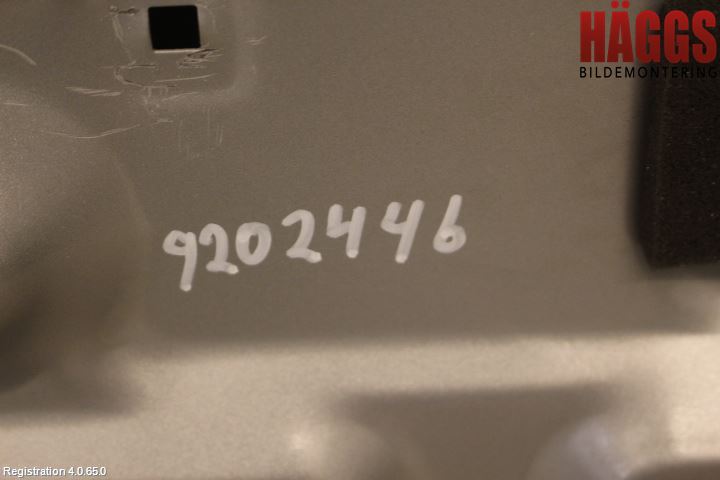 HÄGGS
BILDEMONTERING
9202446
Registration 4.0.65.0